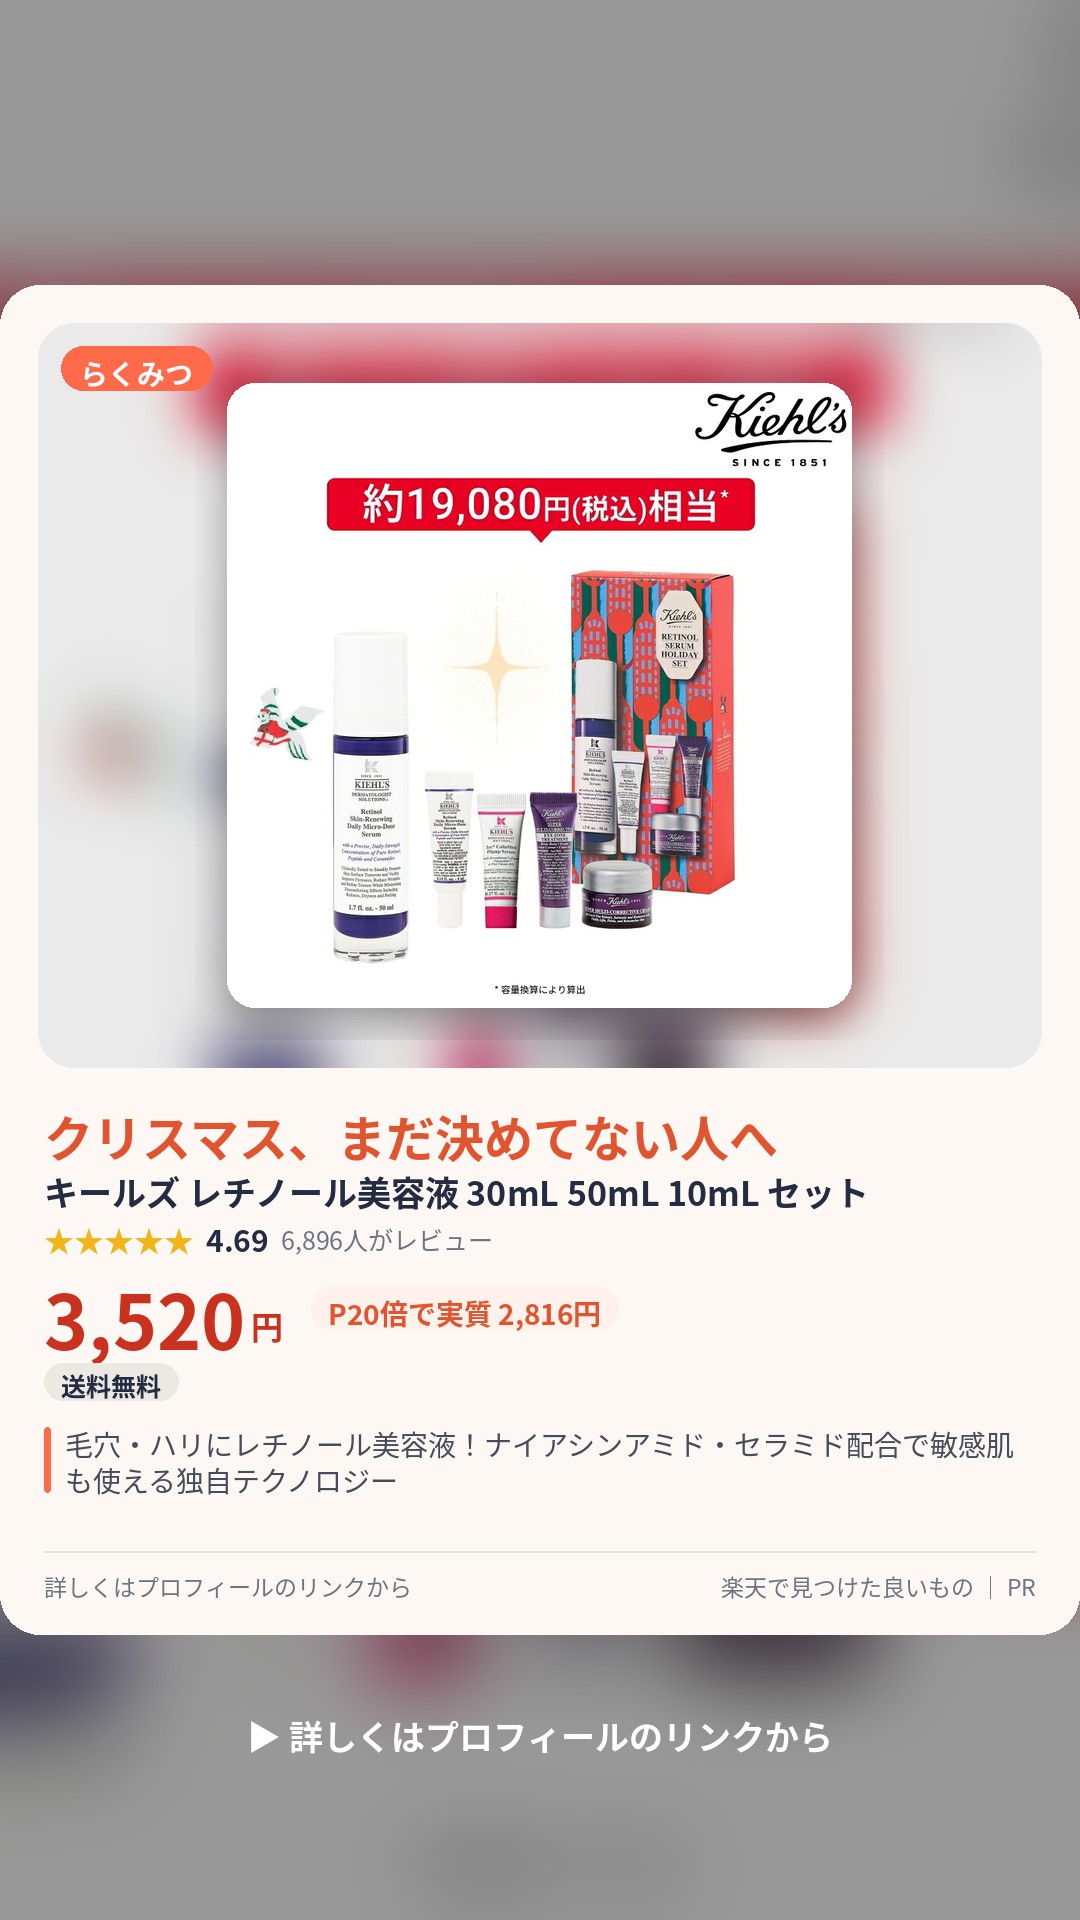 らくみつ
Kiehl's
SINCE 1851
約19,080円(税込)相当*
Kiehl's
RETINOL
SERUM
HOLIDAY
SET
KIEHL'S
DERMATOLOGIST
SOLUTIONS
Retinol
Skin-Renewing
Daily Micro-Dose
Serum
1.7 fl. oz. - 50 ml
* 容量換算により算出
クリスマス、まだ決めてない人へ
キールズ レチノール美容液 30mL 50mL 10mL セット
★★★★★ 4.69 6,896人がレビュー
3,520円 P20倍で実質 2,816円
送料無料
毛穴・ハリにレチノール美容液！ナイアシンアミド・セラミド配合で敏感肌
も使える独自テクノロジー
詳しくはプロフィールのリンクから
楽天で見つけた良いもの ｜ PR
▶ 詳しくはプロフィールのリンクから